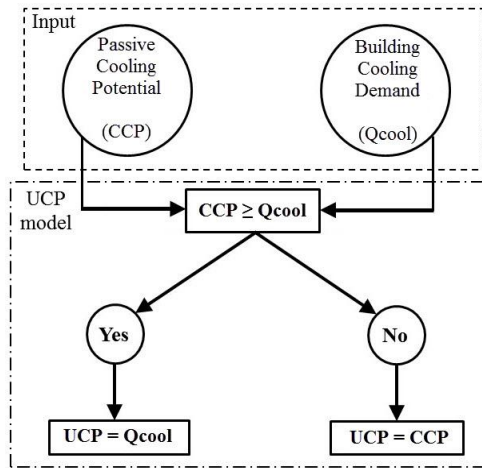 Input
Passive
Cooling
Potential
(CCP)
Building
Cooling
Demand
(Qcool)
UCP
model
CCP ≥ Qcool
Yes
No
UCP = Qcool
UCP = CCP